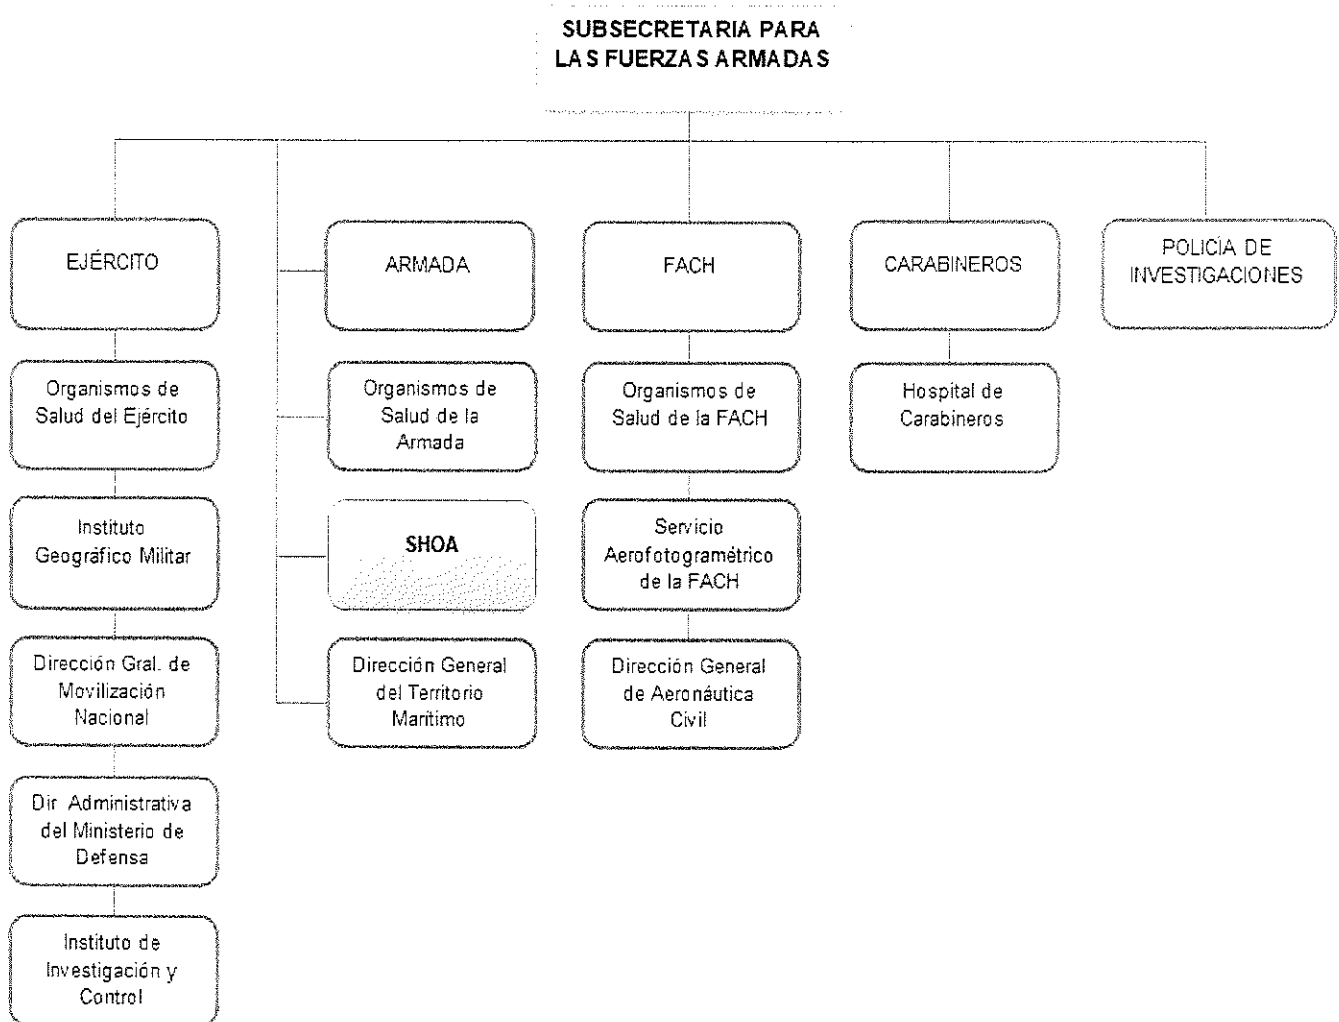 SUBSECRETARIA PARA
LAS FUERZAS ARMADAS
EJÉRCITO
ARMADA
FACH
CARABINEROS
POLICÍA DE
INVESTIGACIONES
Organismos de
Salud del Ejército
Organismos de
Salud de la
Armada
Organismos de
Salud de la FACH
Hospital de
Carabineros
Instituto
Geográfico Militar
SHOA
Servicio
Aerofotogramétrico
de la FACH
Dirección Gral. de
Movilización
Nacional
Dirección General
del Territorio
Marítimo
Dirección General
de Aeronáutica
Civil
Dir Administrativa
del Ministerio de
Defensa
Instituto de
Investigación y
Control